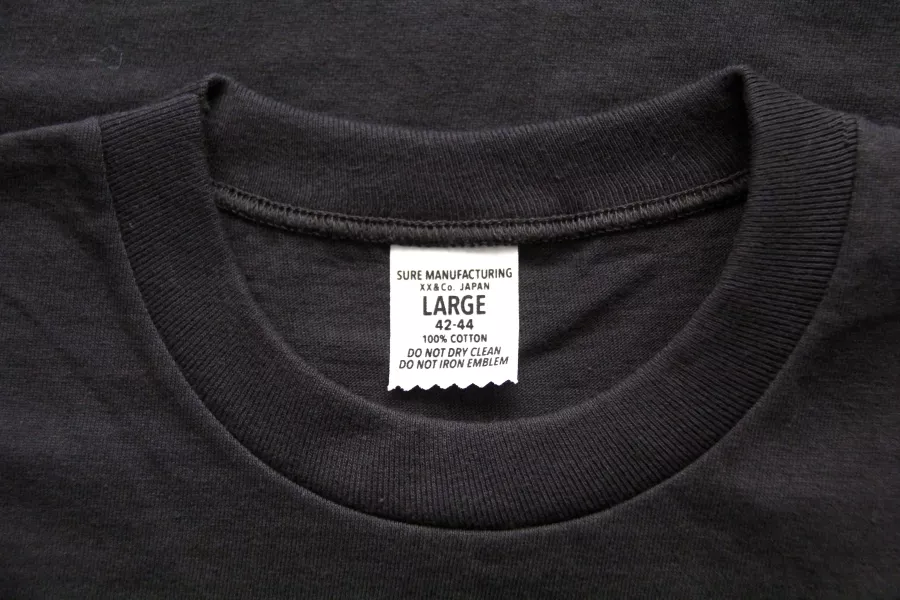 SURE MANUFACTURING
XX&Co. JAPAN
LARGE
42-44
100% COTTON
DO NOT DRY CLEAN
DO NOT IRON EMBLEM